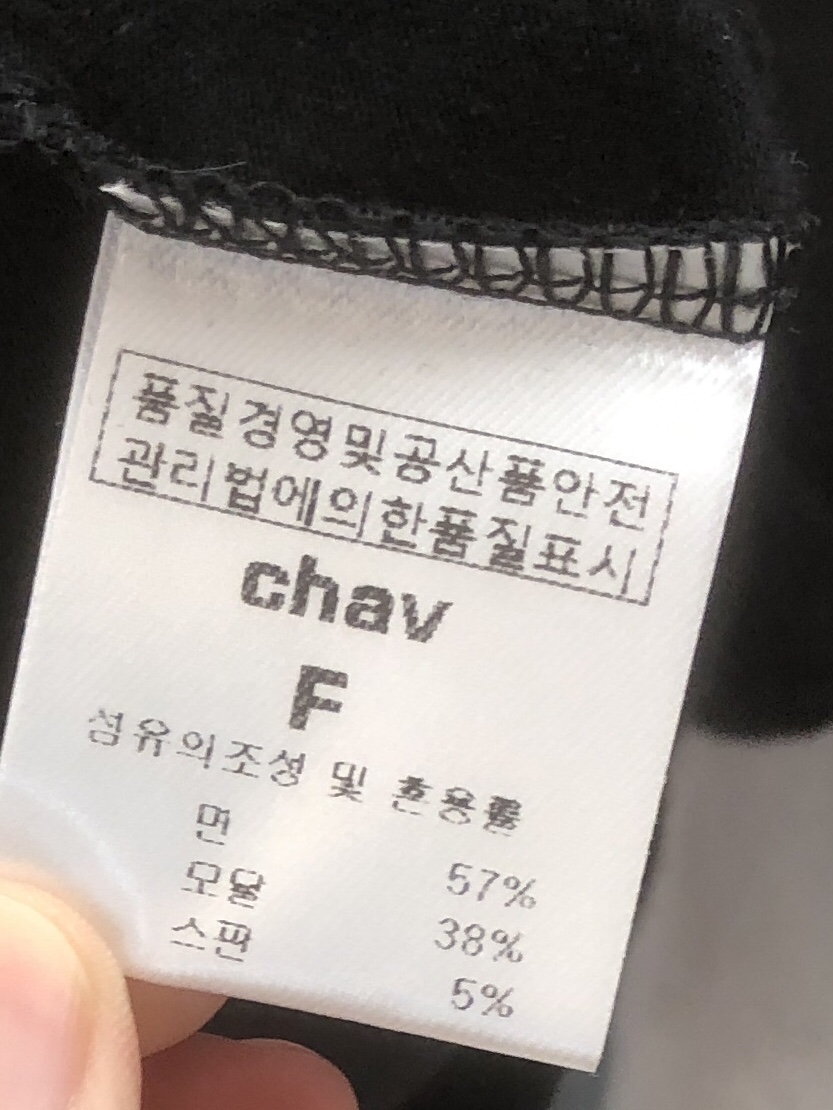 품질경영및공산품안전
관리법에의한품질표시
chav
F
섬유의조성 및 혼용률
면 57%
모달 38%
스판 5%